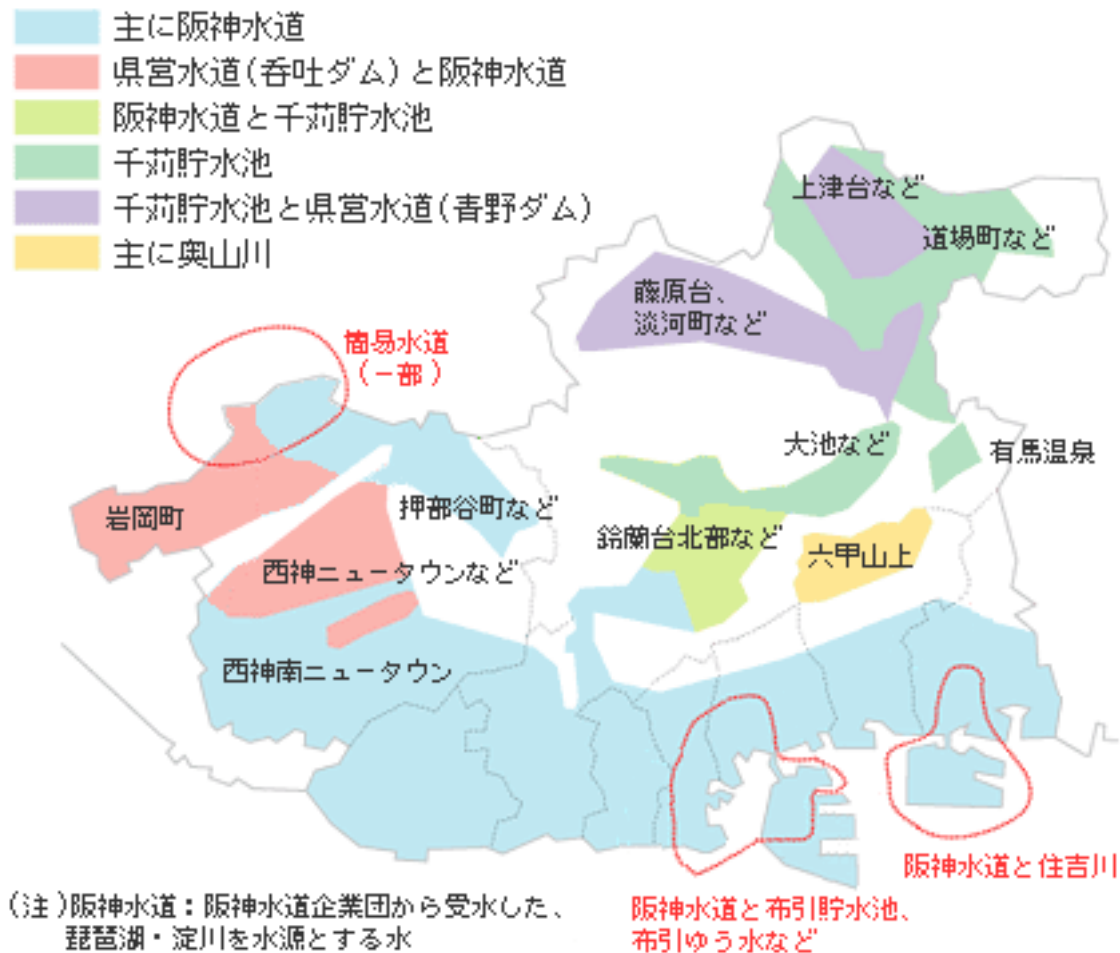 主に阪神水道
県営水道(呑吐ダム)と阪神水道
阪神水道と千苅貯水池
千苅貯水池
千苅貯水池と県営水道(青野ダム)
主に奥山川
上津台など
道場町など
藤原台、
淡河町など
簡易水道
(一部)
大池など
有馬温泉
岩岡町
押部谷町など
鈴蘭台北部など
六甲山上
西神ニュータウンなど
西神南ニュータウン
阪神水道と住吉川
阪神水道と布引貯水池、
布引ゆう水など
(注)阪神水道：阪神水道企業団から受水した、
琵琶湖・淀川を水源とする水